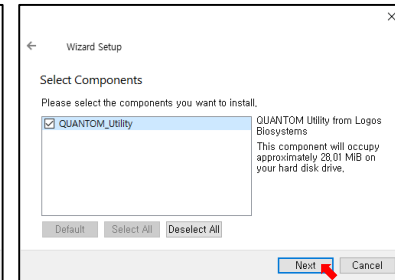 Wizard Setup
Select Components
Please select the components you want to install,
QUANTOM_Utility
QUANTOM Utility from Logos
Biosystems
This component will occupy
approximately 28,01 MiB on
your hard disk drive,
Default Select All Deselect All
Next Cancel